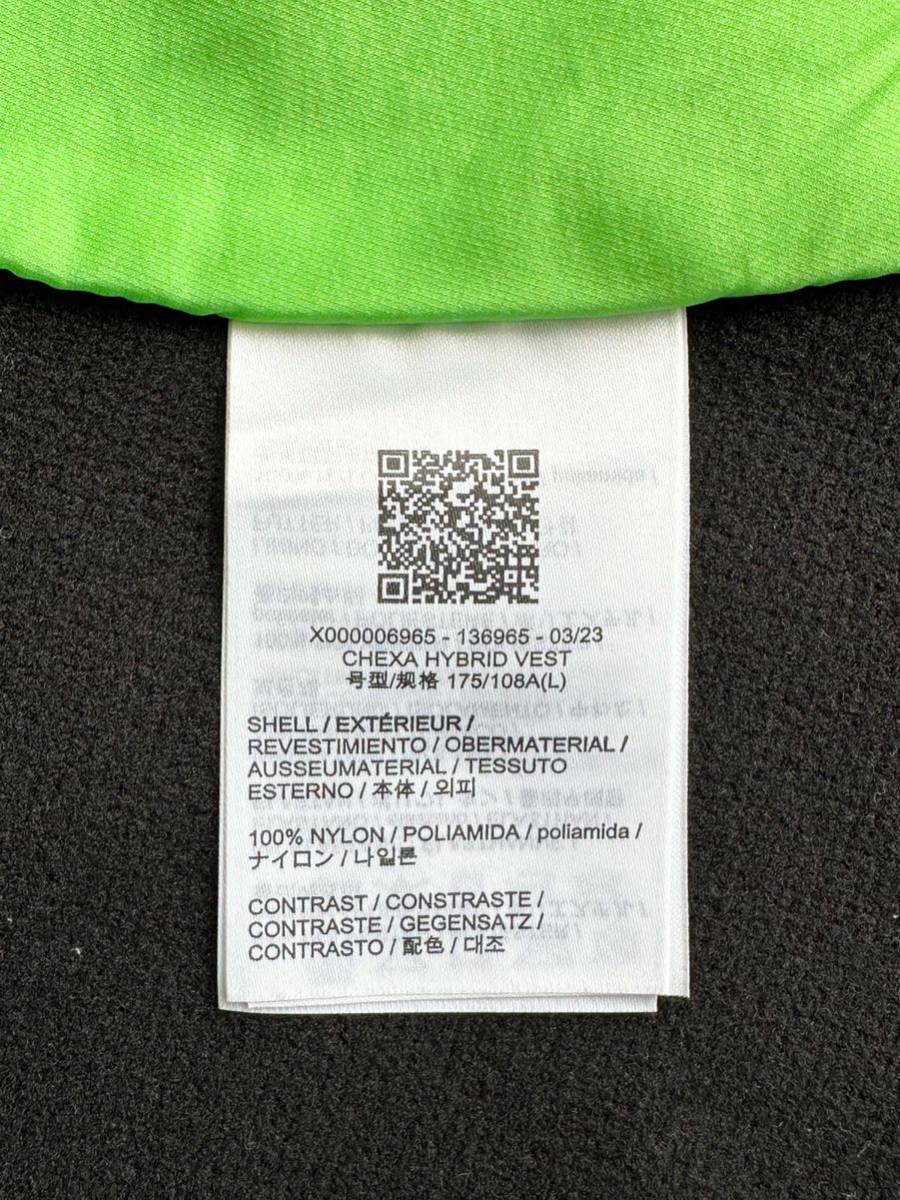 X000006965 - 136965 - 03/23
CHEXA HYBRID VEST
号型/规格 175/108A(L)
SHELL / EXTÉRIEUR /
REVESTIMIENTO / OBERMATERIAL /
AUSSEUMATERIAL / TESSUTO
ESTERNO / 本体 / 외피
100% NYLON / POLIAMIDA / poliamida /
ナイロン / 나일론
CONTRAST / CONSTRASTE /
CONTRASTE / GEGENSATZ /
CONTRASTO / 配色 / 대조